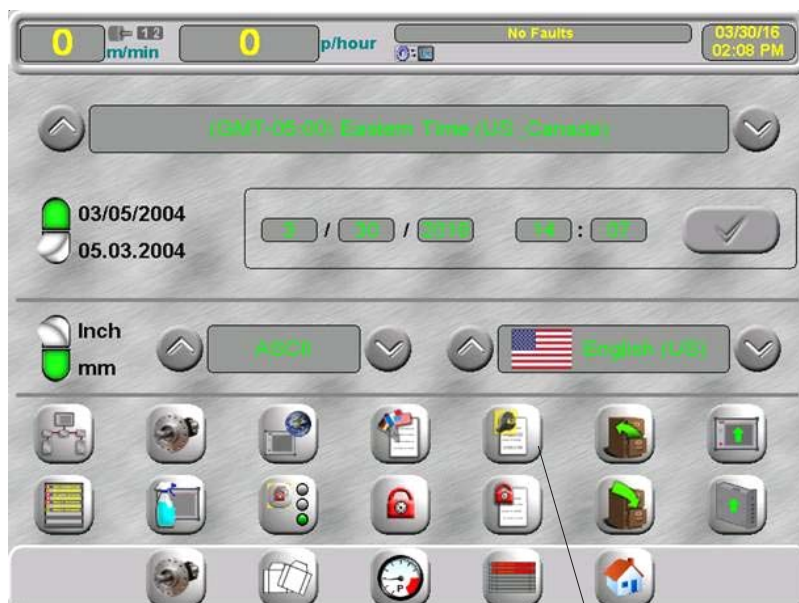 0 m/min 0 p/hour No Faults 03/30/16
02:08 PM
(GMT-05:00) Eastern Time (US, Canada)
03/05/2004
05.03.2004
3 / 30 / 2016 14 : 07
Inch
mm
ASCII English (US)
P